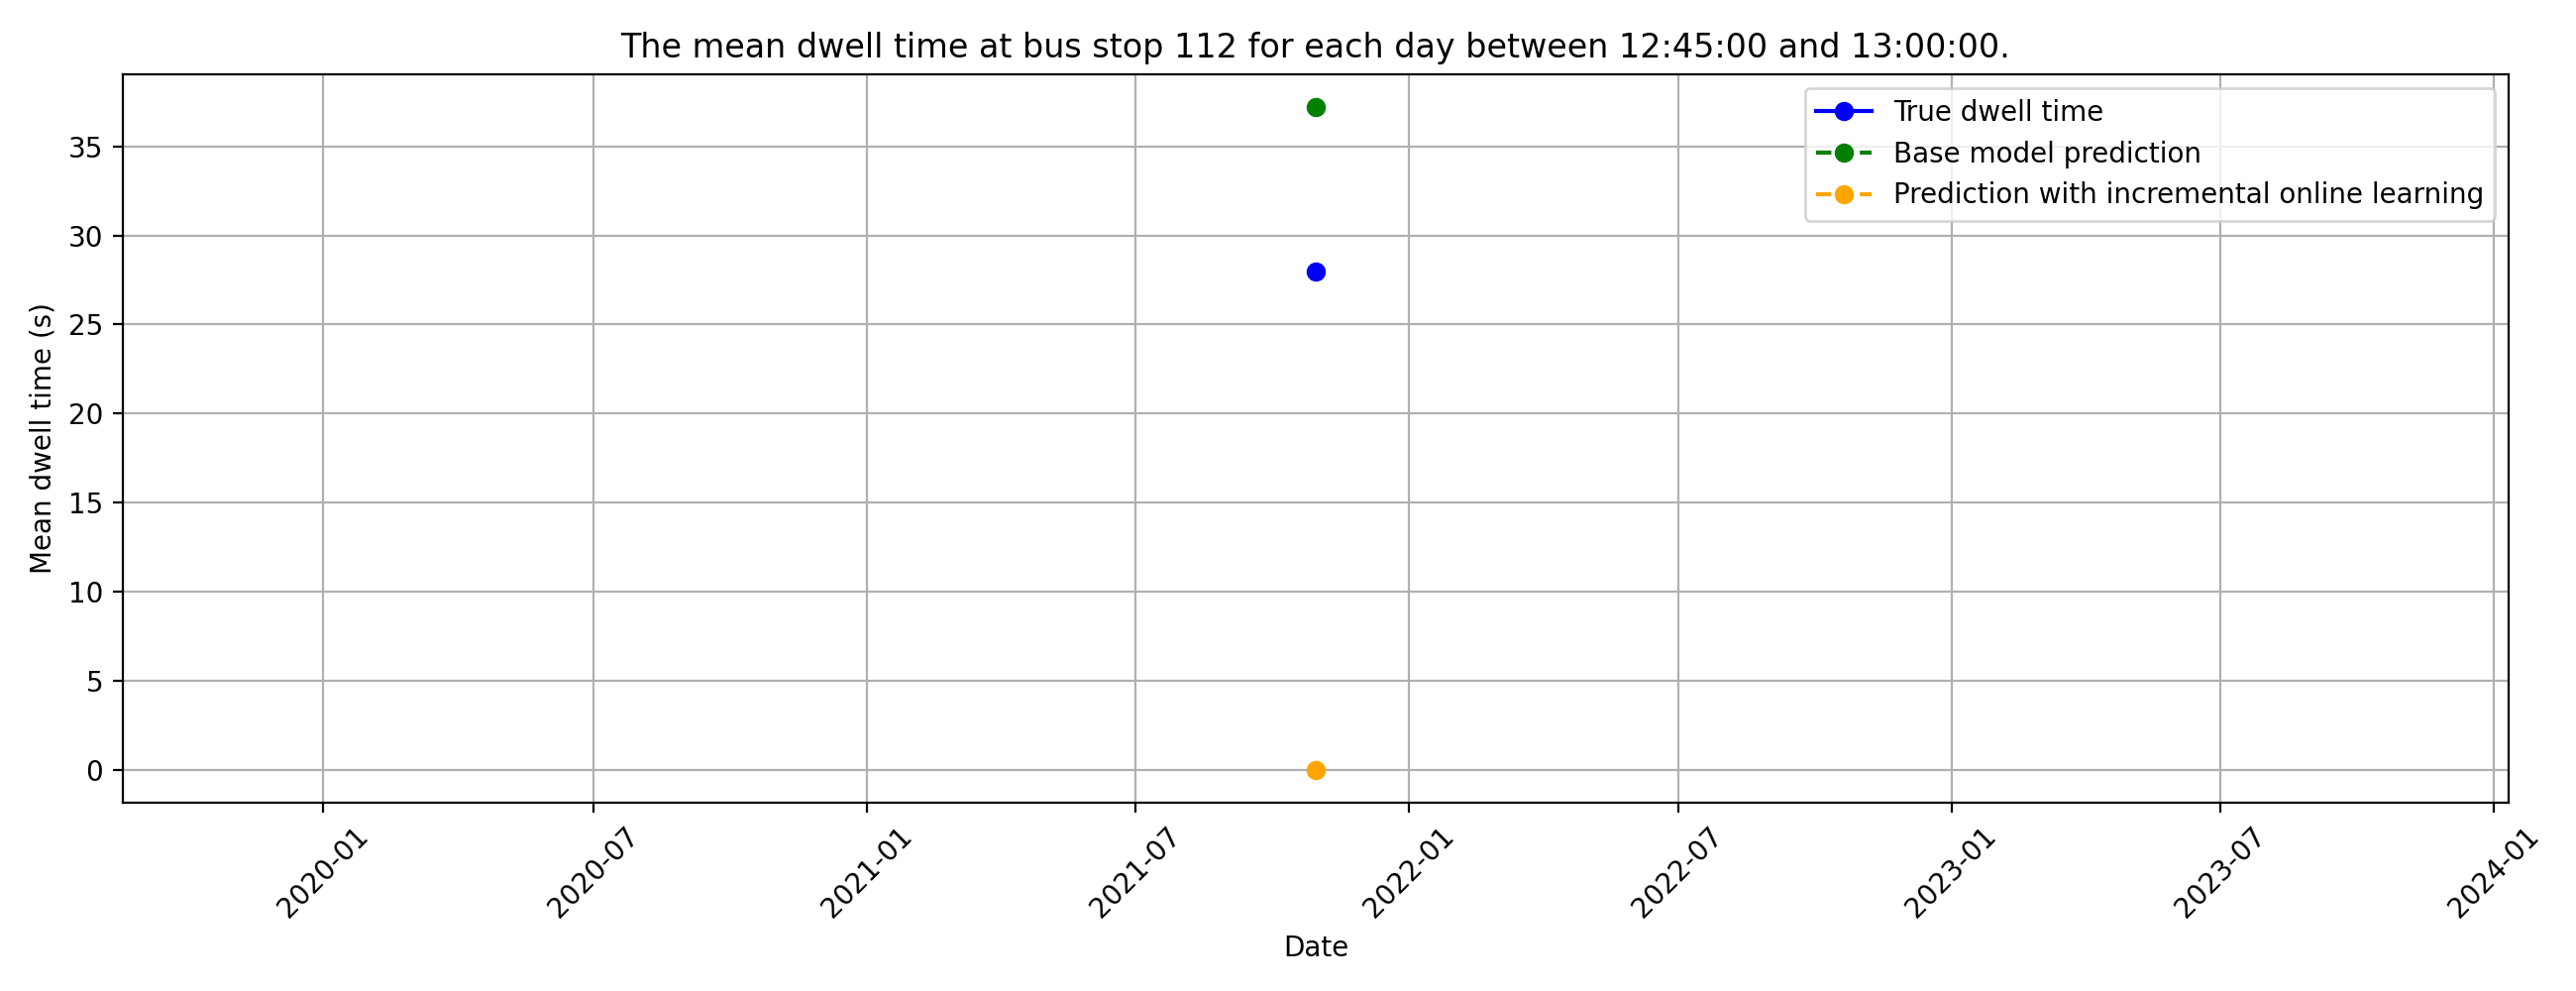 The mean dwell time at bus stop 112 for each day between 12:45:00 and 13:00:00.
True dwell time
Base model prediction
Prediction with incremental online learning
Mean dwell time (s)
35
30
25
20
15
10
5
0
2020-01
2020-07
2021-01
2021-07
2022-01
2022-07
2023-01
2023-07
2024-01
Date